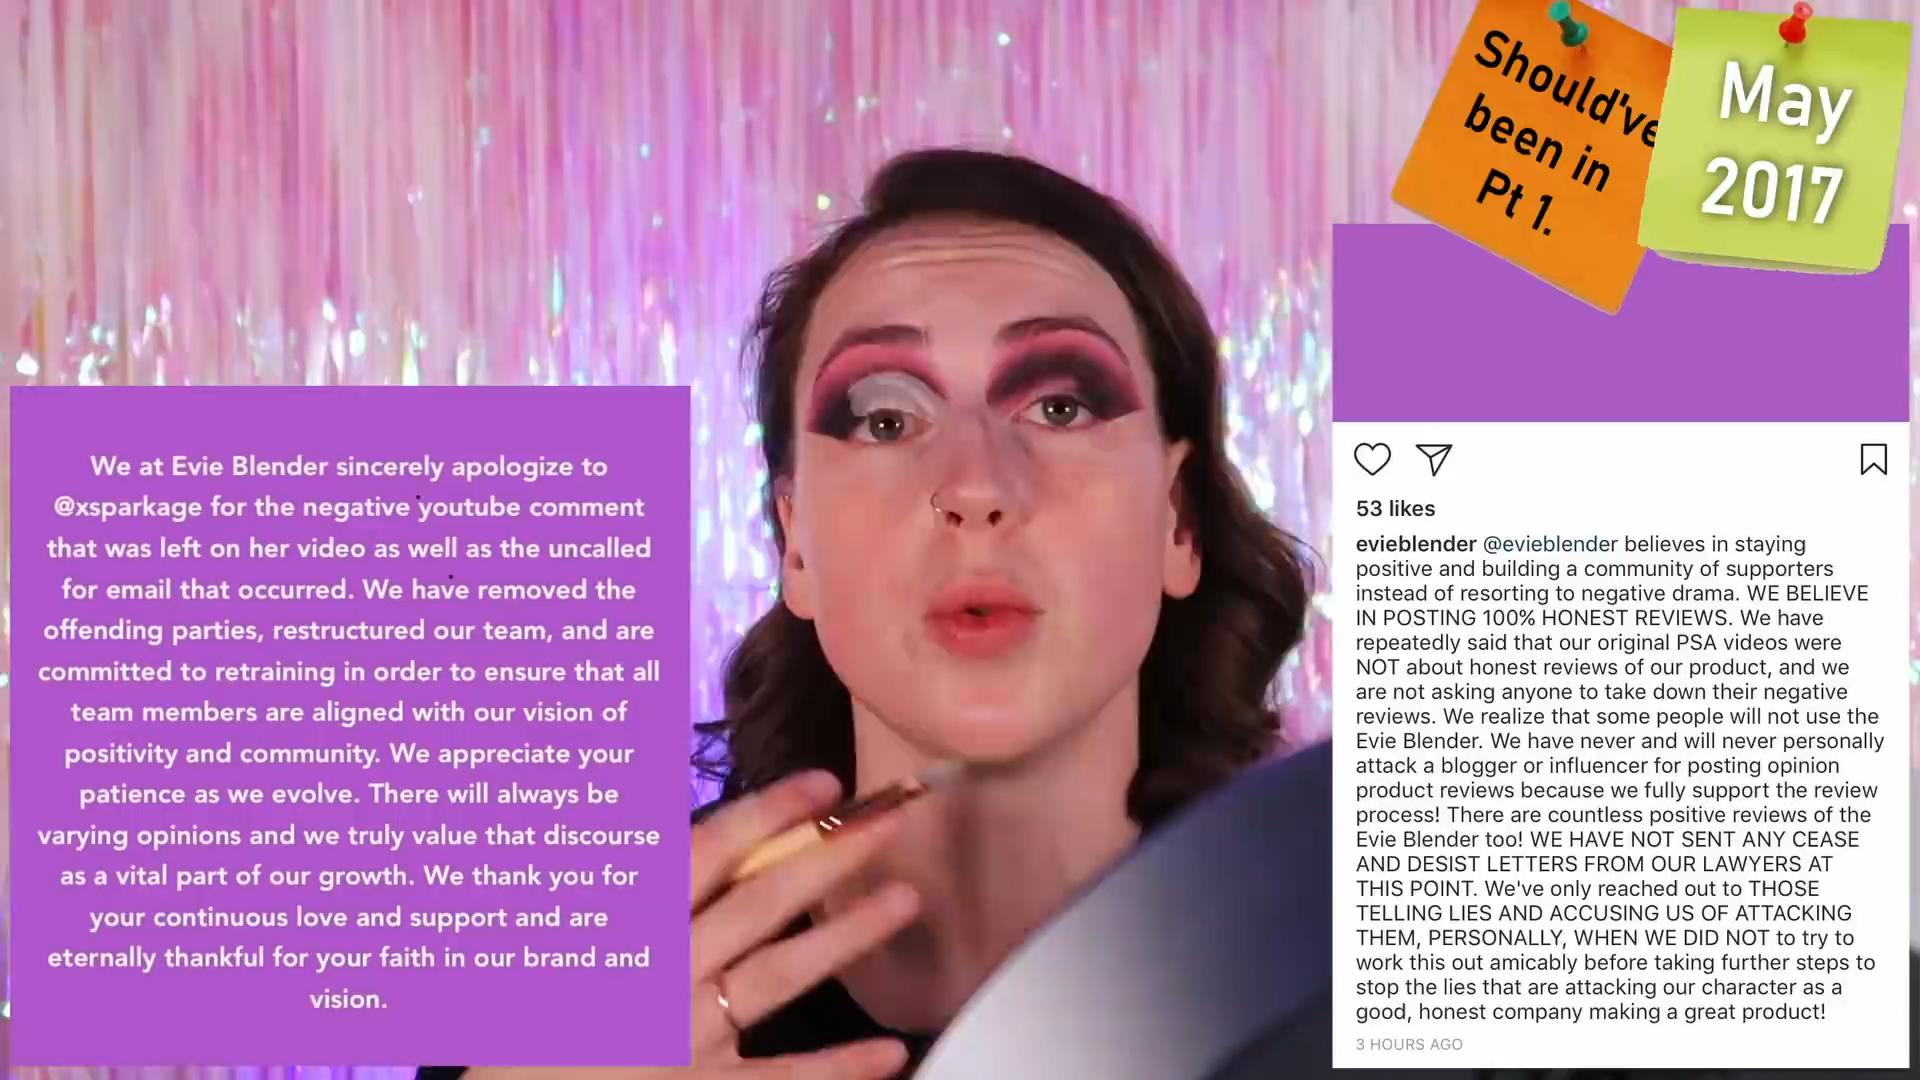 Should've
been in
Pt 1.
May
2017
We at Evie Blender sincerely apologize to
@xsparkage for the negative youtube comment
that was left on her video as well as the uncalled
for email that occurred. We have removed the
offending parties, restructured our team, and are
committed to retraining in order to ensure that all
team members are aligned with our vision of
positivity and community. We appreciate your
patience as we evolve. There will always be
varying opinions and we truly value that discourse
as a vital part of our growth. We thank you for
your continuous love and support and are
eternally thankful for your faith in our brand and
vision.
53 likes
evieblender @evieblender believes in staying
positive and building a community of supporters
instead of resorting to negative drama. WE BELIEVE
IN POSTING 100% HONEST REVIEWS. We have
repeatedly said that our original PSA videos were
NOT about honest reviews of our product, and we
are not asking anyone to take down their negative
reviews. We realize that some people will not use the
Evie Blender. We have never and will never personally
attack a blogger or influencer for posting opinion
product reviews because we fully support the review
process! There are countless positive reviews of the
Evie Blender too! WE HAVE NOT SENT ANY CEASE
AND DESIST LETTERS FROM OUR LAWYERS AT
THIS POINT. We've only reached out to THOSE
TELLING LIES AND ACCUSING US OF ATTACKING
THEM, PERSONALLY, WHEN WE DID NOT to try to
work this out amicably before taking further steps to
stop the lies that are attacking our character as a
good, honest company making a great product!
3 HOURS AGO